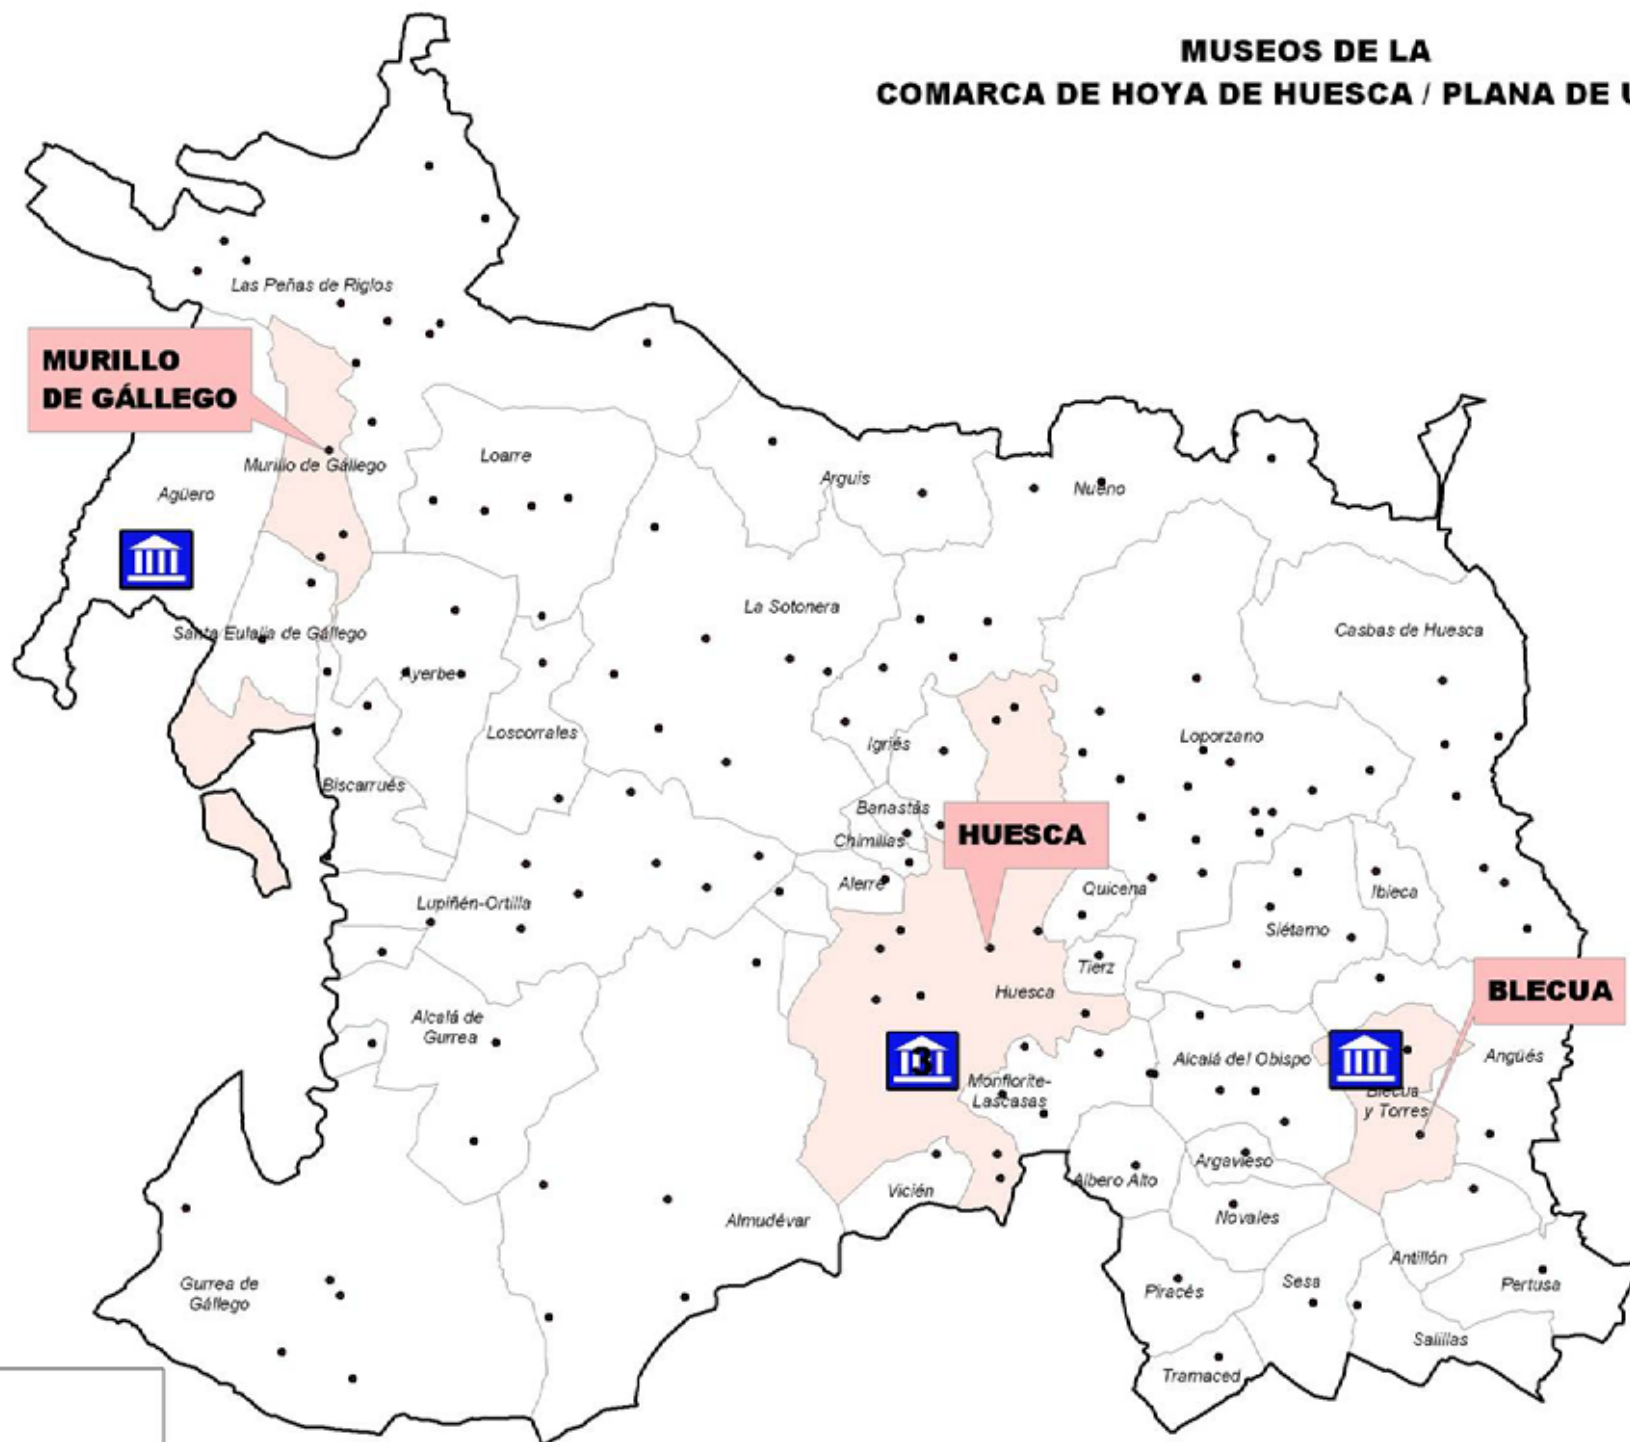 MUSEOS DE LA
COMARCA DE HOYA DE HUESCA / PLANA DE U
Las Peñas de Riglos
MURILLO
DE GÁLLEGO
Murillo de Gállego
Agüero
Loarre
Arguis
Nueno
La Sotonera
Casbas de Huesca
Santa Eulalia de Gállego
Ayerbe
Loscorrales
Igriés
Loporzano
Biscarrués
Banastás
Chimillas
HUESCA
Alerre
Quicena
Ibieca
Lupiñén-Ortilla
Siétamo
Tierz
Huesca
BLECUA
Alcalá de
Gurrea
3
Alcalá del Obispo
Angüés
Monflorite-
Lascasas
Blecua
y Torres
Argavieso
Albero Alto
Vicién
Novales
Almudévar
Antillón
Gurrea de
Gállego
Piracés
Sesa
Pertusa
Salillas
Tramaced